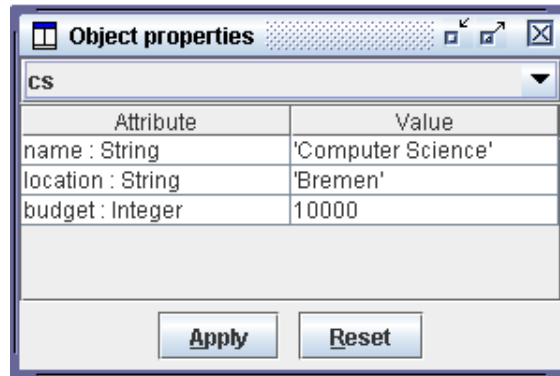 Object properties
cs
Attribute Value
name : String 'Computer Science'
location : String 'Bremen'
budget : Integer 10000
Apply Reset